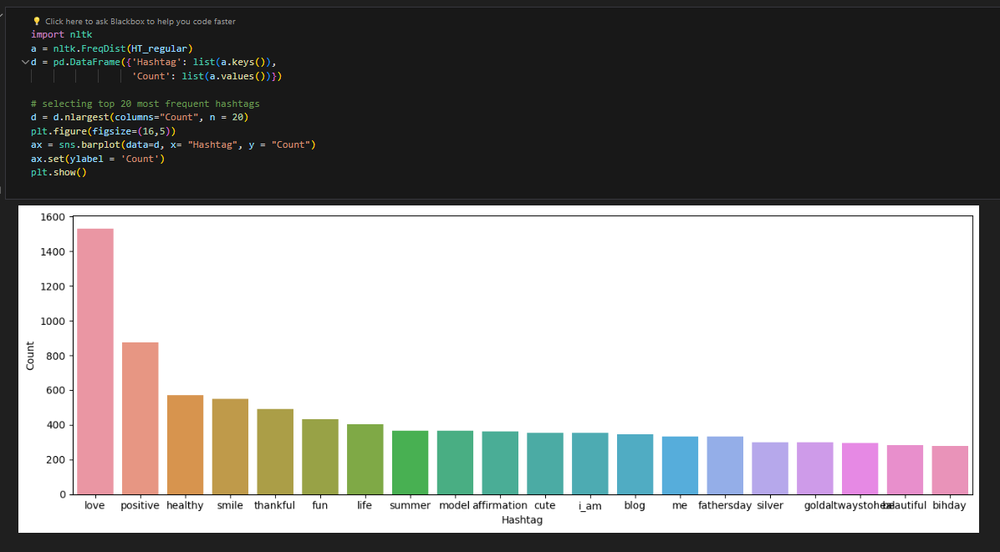 💡 Click here to ask Blackbox to help you code faster
import nltk
a = nltk.FreqDist(HT_regular)
d = pd.DataFrame({'Hashtag': list(a.keys()),
'Count': list(a.values())})
# selecting top 20 most frequent hashtags
d = d.nlargest(columns="Count", n = 20)
plt.figure(figsize=(16,5))
ax = sns.barplot(data=d, x= "Hashtag", y = "Count")
ax.set(ylabel = 'Count')
plt.show()
1600
1400
1200
1000
800
600
400
200
0
Count
love positive healthy smile thankful fun life summer model affirmation cute i_am blog me fathersday silver gold beautiful bihday
Hashtag